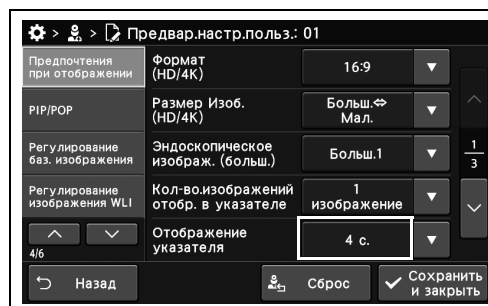 > > Предвар.настр.польз.: 01
Предпочтения
при отображении
PIP/POP
Регулирование
баз. изображения
Регулирование
изображения WLI
4/6
Формат
(HD/4K)
16:9
Размер Изоб.
(HD/4K)
Больш.⇔
Мал.
Эндоскопическое
изображ. (больш.)
Больш.1
Кол-во.изображений
отобр. в указателе
1
изображение
Отображение
указателя
4 с.
1
3
Назад
Сброс
Сохранить
и закрыть